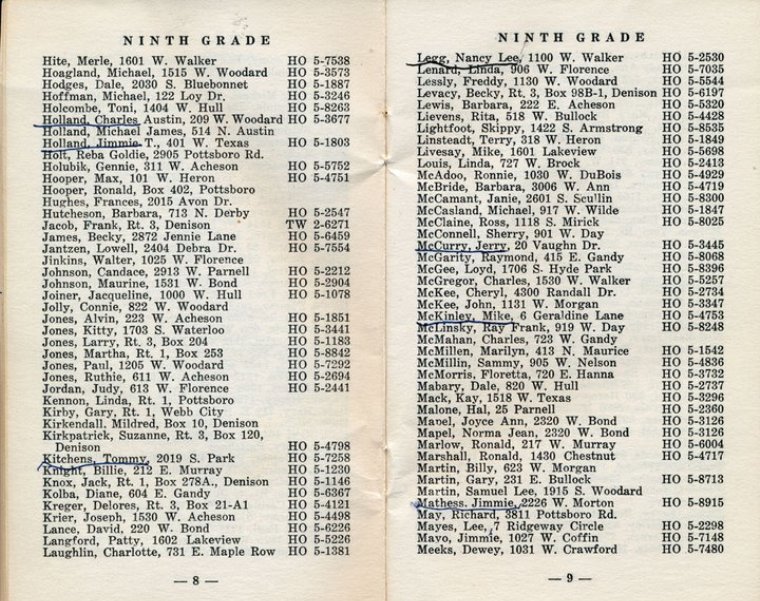 NINTH GRADE
Hite, Merle, 1601 W. Walker HO 5-7538
Hoagland, Michael, 1515 W. Woodard HO 5-3573
Hodges, Dale, 2030 S. Bluebonnet HO 5-1887
Hoffman, Michael, 122 Loy Dr. HO 5-3246
Holcombe, Toni, 1404 W. Hull HO 5-8263
Holland, Charles Austin, 209 W. Woodard HO 5-3677
Holland, Michael James, 514 N. Austin
Holland, Jimmie T., 401 W. Texas HO 5-1803
Holt, Reba Goldie, 2905 Pottsboro Rd.
Holubik, Gennie, 311 W. Acheson HO 5-5752
Hooper, Max, 101 W. Heron HO 5-4751
Hooper, Ronald, Box 402, Pottsboro
Hughes, Frances, 2015 Avon Dr.
Hutcheson, Barbara, 713 N. Derby HO 5-2547
Jacob, Frank, Rt. 3, Denison TW 2-6271
James, Becky, 2872 Jennie Lane HO 5-6459
Jantzen, Lowell, 2404 Debra Dr. HO 5-7554
Jinkins, Walter, 1025 W. Florence
Johnson, Candace, 2913 W. Parnell HO 5-2212
Johnson, Maurine, 1531 W. Bond HO 5-2904
Joiner, Jacqueline, 1000 W. Hull HO 5-1078
Jolly, Connie, 822 W. Woodard
Jones, Alvin, 223 W. Acheson HO 5-1851
Jones, Kitty, 1703 S. Waterloo HO 5-3441
Jones, Larry, Rt. 3, Box 204 HO 5-1183
Jones, Martha, Rt. 1, Box 253 HO 5-8842
Jones, Paul, 1205 W. Woodard HO 5-7292
Jones, Ruthie, 611 W. Acheson HO 5-2694
Jordan, Judy, 613 W. Florence HO 5-2441
Kennon, Linda, Rt. 1, Pottsboro
Kirby, Gary, Rt. 1, Webb City
Kirkendall, Mildred, Box 10, Denison
Kirkpatrick, Suzanne, Rt. 3, Box 120,
Denison HO 5-4798
Kitchens, Tommy, 2019 S. Park HO 5-7258
Knight, Billie, 212 E. Murray HO 5-1230
Knox, Jack, Rt. 1, Box 278A., Denison HO 5-1146
Kolba, Diane, 604 E. Gandy HO 5-6367
Kreger, Delores, Rt. 3, Box 21-A1 HO 5-4121
Krier, Joseph, 1530 W. Acheson HO 5-4498
Lance, David, 220 W. Bond HO 5-6226
Langford, Patty, 1602 Lakeview HO 5-5226
Laughlin, Charlotte, 731 E. Maple Row HO 5-1381
— 8 —
NINTH GRADE
Legg, Nancy Lee, 1100 W. Walker HO 5-2530
Lenard, Linda, 906 W. Florence HO 5-7035
Lessly, Freddy, 1130 W. Woodard HO 5-5544
Levacy, Becky, Rt. 3, Box 98B-1, Denison HO 5-6197
Lewis, Barbara, 222 E. Acheson HO 5-5320
Lievens, Rita, 518 W. Bullock HO 5-4428
Lightfoot, Skippy, 1422 S. Armstrong HO 5-8535
Linsteadt, Terry, 318 W. Heron HO 5-1849
Livesay, Mike, 1601 Lakeview HO 5-5698
Louis, Linda, 727 W. Brock HO 5-2413
McAdoo, Ronnie, 1030 W. DuBois HO 5-4929
McBride, Barbara, 3006 W. Ann HO 5-4719
McCamant, Janie, 2601 S. Scullin HO 5-8300
McCasland, Michael, 917 W. Wilde HO 5-1847
McClaine, Ross, 1118 S. Mirick HO 5-8025
McConnell, Sherry, 901 W. Day
McCurry, Jerry, 20 Vaughn Dr. HO 5-3445
McGarity, Raymond, 415 E. Gandy HO 5-8068
McGee, Loyd, 1706 S. Hyde Park HO 5-8396
McGregor, Charles, 1530 W. Walker HO 5-5257
McKee, Cheryl, 4300 Randall Dr. HO 5-2734
McKee, John, 1131 W. Morgan HO 5-3347
McKinley, Mike, 6 Geraldine Lane HO 5-4753
McLinsky, Ray Frank, 919 W. Day HO 5-8248
McMahan, Charles, 723 W. Gandy
McMillen, Marilyn, 413 N. Maurice HO 5-1542
McMillin, Sammy, 905 W. Nelson HO 5-4836
McMorris, Floretta, 720 E. Hanna HO 5-3732
Mabary, Dale, 820 W. Hull HO 5-2737
Mack, Kay, 1518 W. Texas HO 5-3296
Malone, Hal, 25 Parnell HO 5-2360
Mapel, Joyce Ann, 2320 W. Bond HO 5-3126
Mapel, Norma Jean, 2320 W. Bond HO 5-3126
Marlow, Ronald, 217 W. Murray HO 5-6004
Marshall, Ronald, 1430 Chestnut HO 5-4717
Martin, Billy, 623 W. Morgan
Martin, Gary, 231 E. Bullock HO 5-8713
Martin, Samuel Lee, 1915 S. Woodard
Mathess, Jimmie, 2226 W. Morton HO 5-8915
May, Richard, 3811 Pottsboro Rd.
Mayes, Lee, 7 Ridgeway Circle HO 5-2298
Mayo, Jimmie, 1027 W. Coffin HO 5-7148
Meeks, Dewey, 1031 W. Crawford HO 5-7480
— 9 —